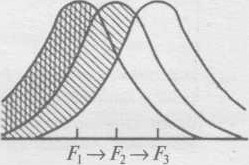 F₁ → F₂ → F₃